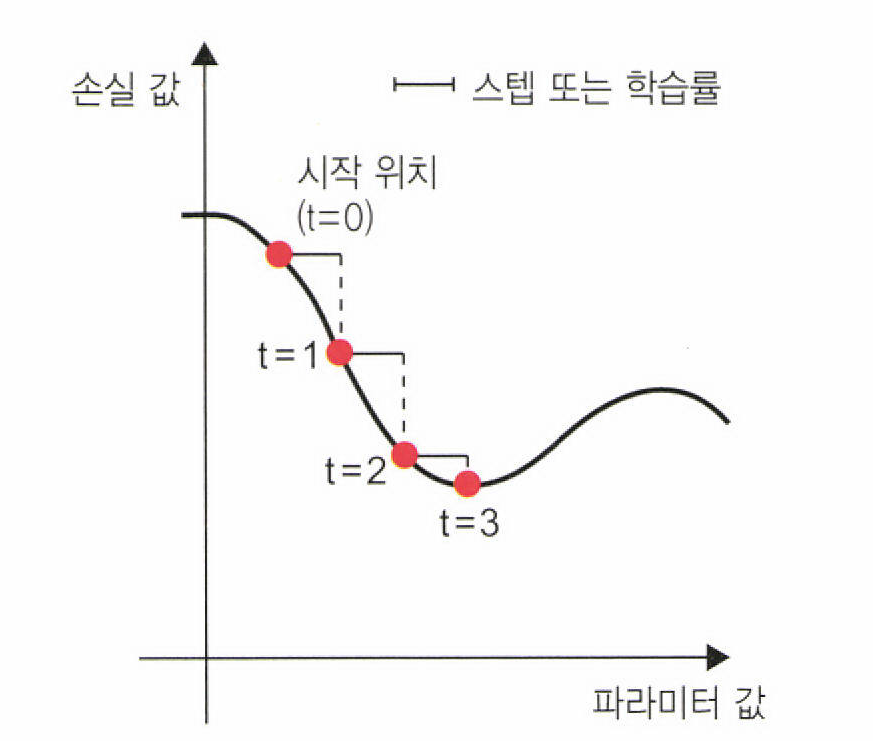 손실 값
스텝 또는 학습률
시작 위치
(t=0)
t=1
t=2
t=3
파라미터 값